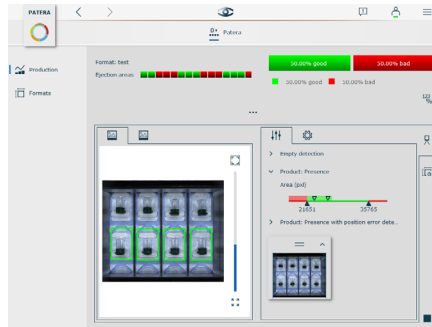 PATERA
Patera
Production
Formats
Format: test
Ejection areas
50.00% good
50.00% bad
50.00% good
50.00% bad
Empty detection
Product: Presence
Area (pxl)
21651
35765
Product: Presence with position error dete...